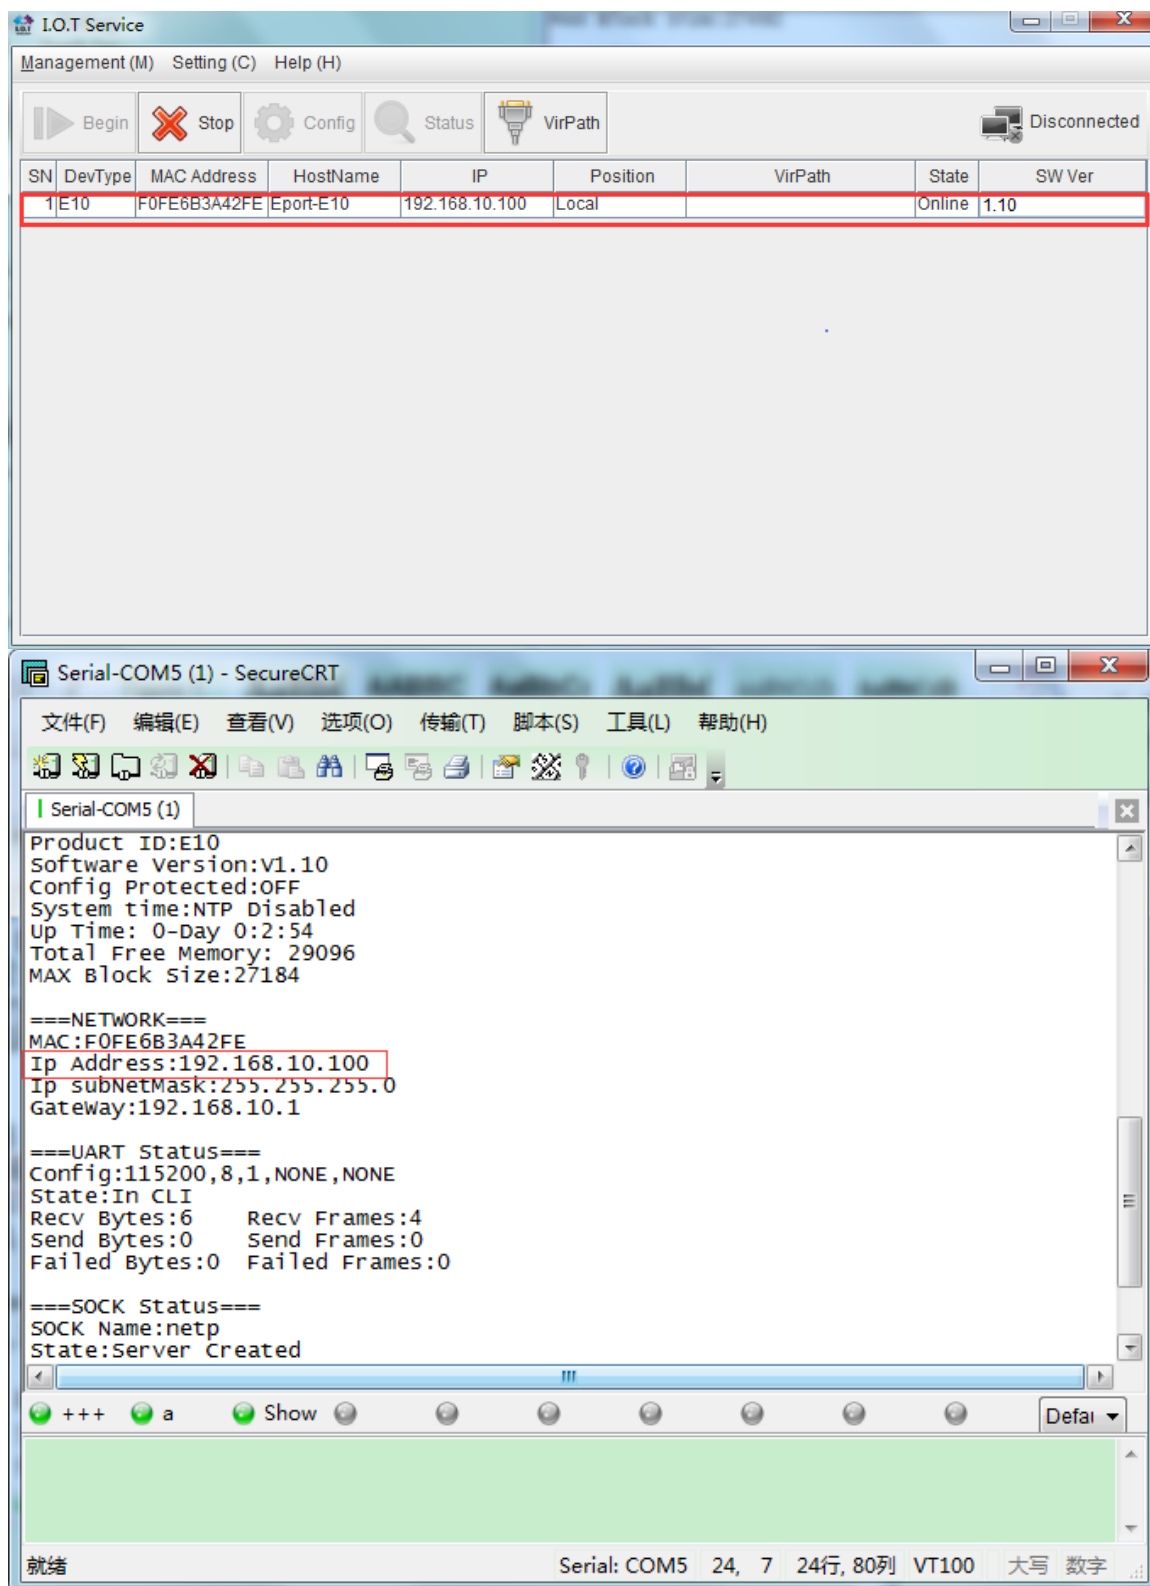 I.O.T Service
Management (M) Setting (C) Help (H)
Begin Stop Config Status VirPath Disconnected
SN DevType MAC Address HostName IP Position VirPath State SW Ver
1 E10 F0FE6B3A42FE Eport-E10 192.168.10.100 Local Online 1.10
Serial-COM5 (1) - SecureCRT
文件(F) 编辑(E) 查看(V) 选项(O) 传输(T) 脚本(S) 工具(L) 帮助(H)
Serial-COM5 (1)
Product ID:E10
Software Version:V1.10
Config Protected:OFF
System time:NTP Disabled
Up Time: 0-Day 0:2:54
Total Free Memory: 29096
MAX Block Size:27184
===NETWORK===
MAC:F0FE6B3A42FE
Ip Address:192.168.10.100
Ip subNetMask:255.255.255.0
GateWay:192.168.10.1
===UART Status===
Config:115200,8,1,NONE,NONE
State:In CLI
Recv Bytes:6 Recv Frames:4
Send Bytes:0 Send Frames:0
Failed Bytes:0 Failed Frames:0
===SOCK Status===
SOCK Name:netp
State:Server Created
+++ a Show Defau
就绪 Serial: COM5 24, 7 24行, 80列 VT100 大写 数字